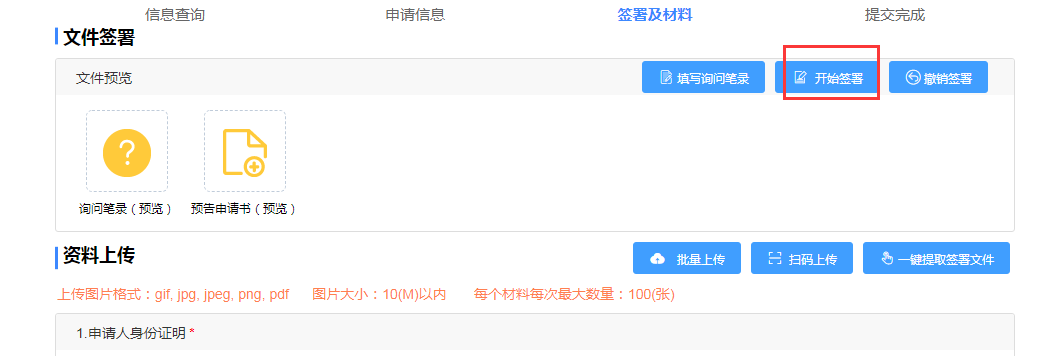 信息查询 申请信息 签署及材料 提交完成
文件签署
文件预览 填写询问笔录 开始签署 撤销签署
询问笔录（预览） 预告申请书（预览）
资料上传 批量上传 扫码上传 一键提取签署文件
上传图片格式：gif, jpg, jpeg, png, pdf 图片大小：10(M)以内 每个材料每次最大数量：100(张)
1.申请人身份证明 *